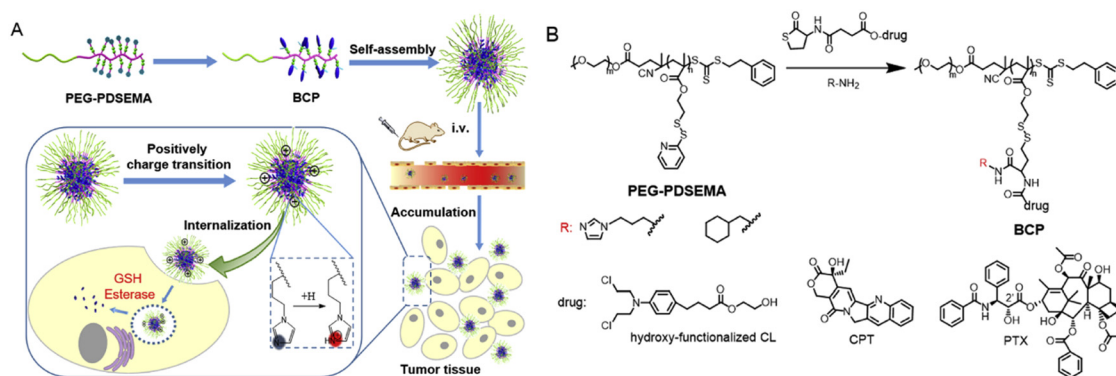 A
Self-assembly
PEG-PDSEMA
BCP
i.v.
Positively
charge transition
Internalization
Accumulation
GSH
Esterase
+H
Tumor tissue
B
O-drug
R-NH2
PEG-PDSEMA
BCP
R
drug
R:
drug:
hydroxy-functionalized CL
CPT
PTX